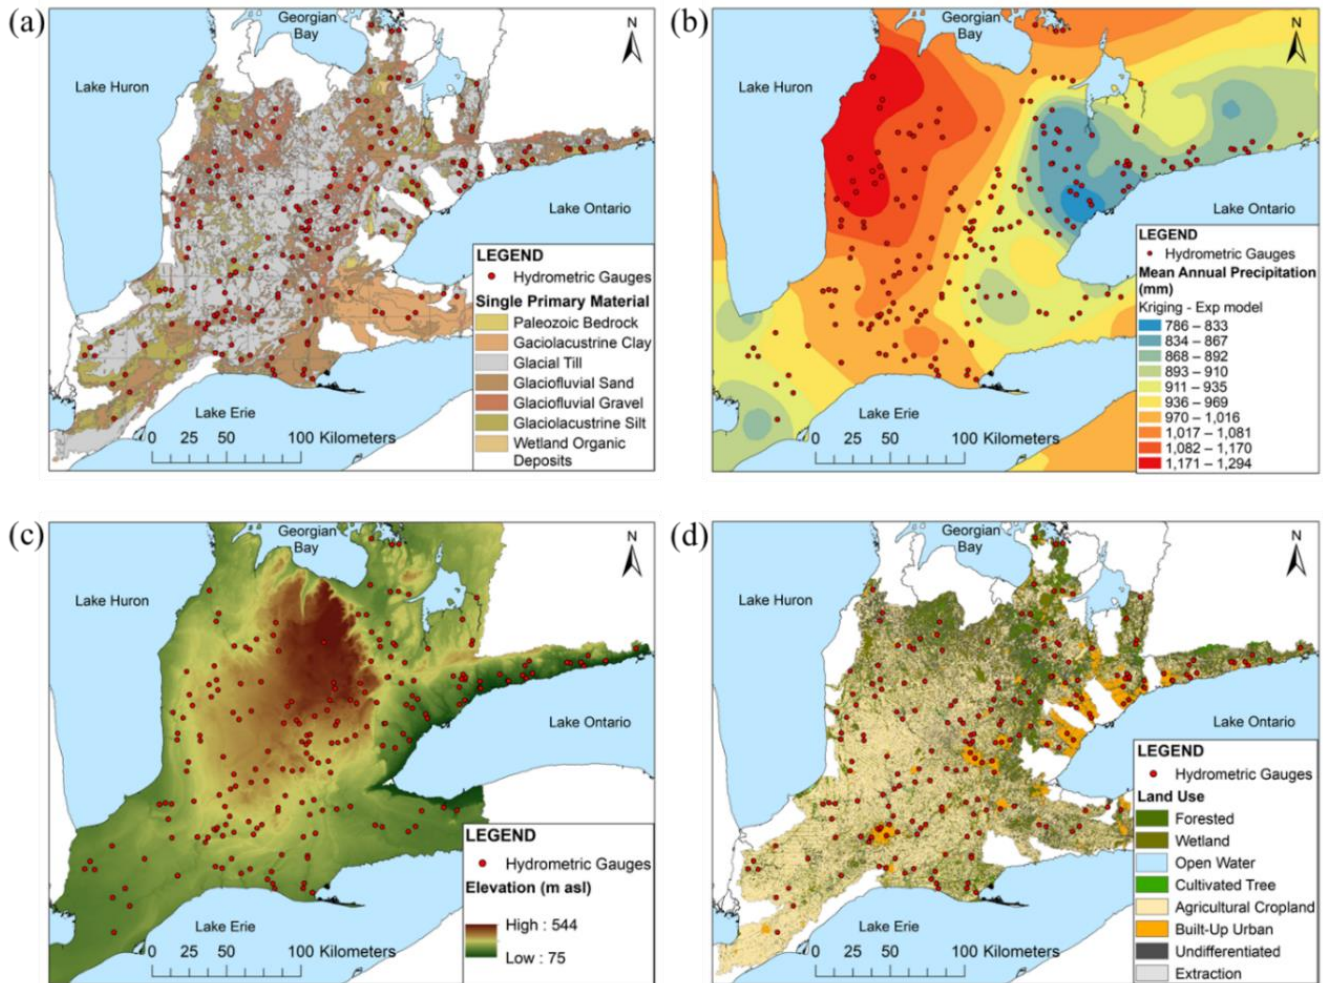 (a)
Georgian
Bay
N
Lake Huron
Lake Ontario
LEGEND
Hydrometric Gauges
Single Primary Material
Paleozoic Bedrock
Gaciolacustrine Clay
Glacial Till
Glaciofluvial Sand
Glaciofluvial Gravel
Glaciolacustrine Silt
Wetland Organic
Deposits
Lake Erie
0 25 50 100 Kilometers
(b)
Georgian
Bay
N
Lake Huron
Lake Ontario
LEGEND
Hydrometric Gauges
Mean Annual Precipitation
(mm)
Kriging - Exp model
786 – 833
834 – 867
868 – 892
893 – 910
911 – 935
936 – 969
970 – 1,016
1,017 – 1,081
1,082 – 1,170
1,171 – 1,294
Lake Erie
0 25 50 100 Kilometers
(c)
Georgian
Bay
N
Lake Huron
Lake Ontario
LEGEND
Hydrometric Gauges
Elevation (m asl)
High : 544
Low : 75
Lake Erie
0 25 50 100 Kilometers
(d)
Georgian
Bay
N
Lake Huron
Lake Ontario
LEGEND
Hydrometric Gauges
Land Use
Forested
Wetland
Open Water
Cultivated Tree
Agricultural Cropland
Built-Up Urban
Undifferentiated
Extraction
Lake Erie
0 25 50 100 Kilometers